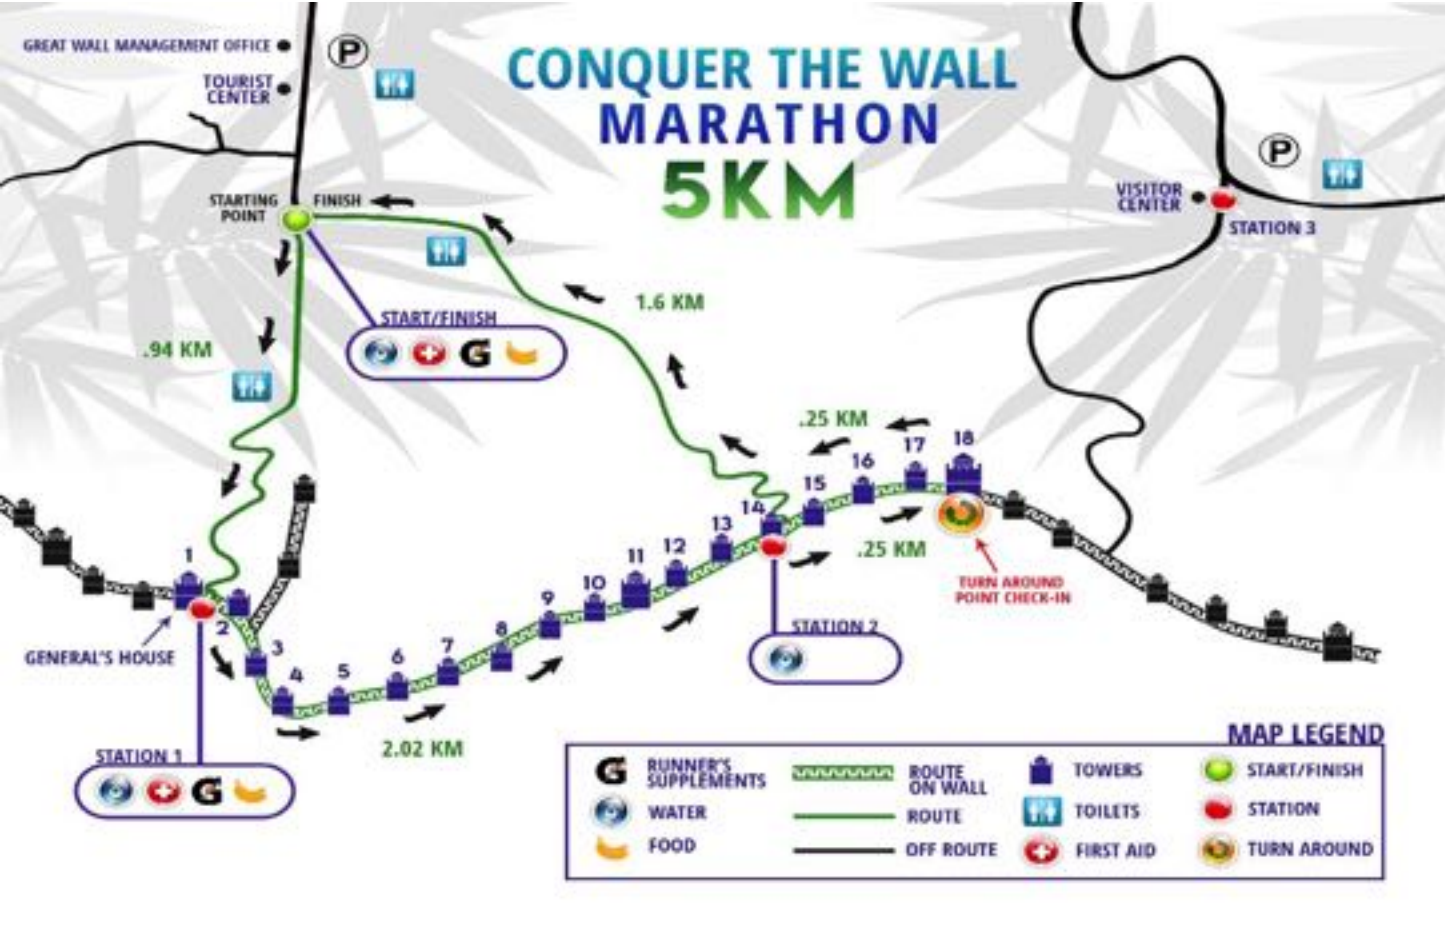 GREAT WALL MANAGEMENT OFFICE
P
TOURIST
CENTER
CONQUER THE WALL
MARATHON
5KM
P
VISITOR
CENTER
STATION 3
STARTING
POINT
FINISH
1.6 KM
START/FINISH
G
.94 KM
.25 KM
18
17
16
15
14
13
12
11
10
9
8
7
6
5
4
3
2
1
.25 KM
TURN AROUND
POINT CHECK-IN
GENERAL'S HOUSE
STATION 2
2.02 KM
STATION 1
G
MAP LEGEND
G
RUNNER'S
SUPPLEMENTS
WATER
FOOD
ROUTE
ON WALL
ROUTE
OFF ROUTE
TOWERS
TOILETS
FIRST AID
START/FINISH
STATION
TURN AROUND